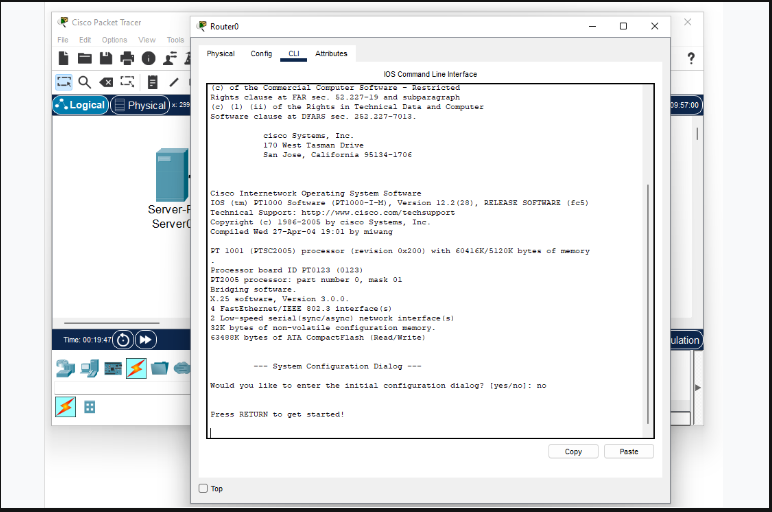 Cisco Packet Tracer
File Edit Options View Tools
Logical
Physical
x: 299
09:57:00
Server-P
Server0
Time: 00:19:47
ulation
Router0
Physical Config CLI Attributes
IOS Command Line Interface
(c) of the Commercial Computer Software - Restricted
Rights clause at FAR sec. 52.227-19 and subparagraph
(c) (1) (ii) of the Rights in Technical Data and Computer
Software clause at DFARS sec. 252.227-7013.
cisco Systems, Inc.
170 West Tasman Drive
San Jose, California 95134-1706
Cisco Internetwork Operating System Software
IOS (tm) PT1000 Software (PT1000-I-M), Version 12.2(28), RELEASE SOFTWARE (fc5)
Technical Support: http://www.cisco.com/techsupport
Copyright (c) 1986-2005 by cisco Systems, Inc.
Compiled Wed 27-Apr-04 19:01 by miwang
PT 1001 (PTSC2005) processor (revision 0x200) with 60416K/5120K bytes of memory
.
Processor board ID PT0123 (0123)
PT2005 processor: part number 0, mask 01
Bridging software.
X.25 software, Version 3.0.0.
4 FastEthernet/IEEE 802.3 interface(s)
2 Low-speed serial(sync/async) network interface(s)
32K bytes of non-volatile configuration memory.
63488K bytes of ATA CompactFlash (Read/Write)
--- System Configuration Dialog ---
Would you like to enter the initial configuration dialog? [yes/no]: no
Press RETURN to get started!
Copy Paste
Top